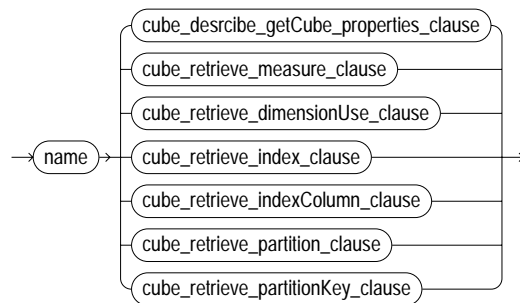 cube_desrcibe_getCube_properties_clause
cube_retrieve_measure_clause
cube_retrieve_dimensionUse_clause
name
cube_retrieve_index_clause
cube_retrieve_indexColumn_clause
cube_retrieve_partition_clause
cube_retrieve_partitionKey_clause